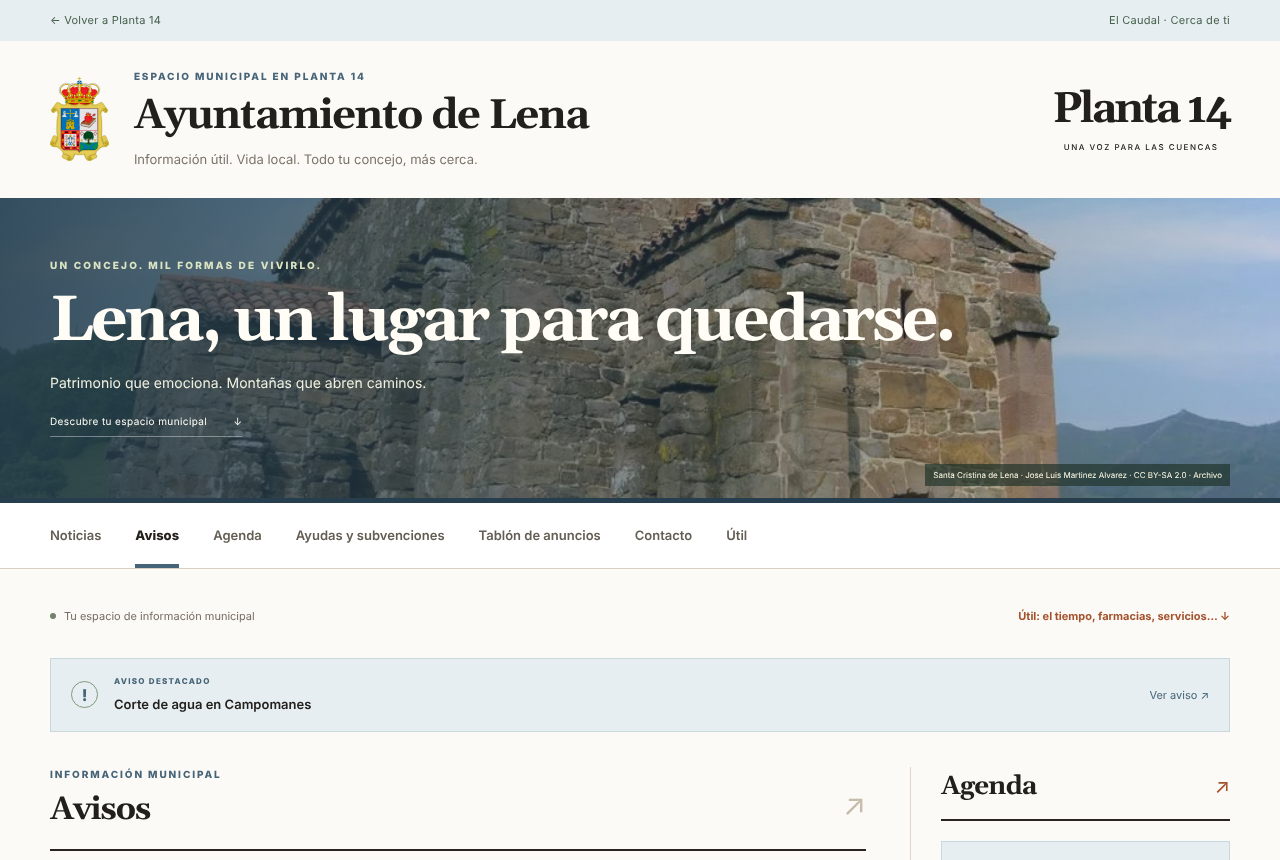 ← Volver a Planta 14
El Caudal · Cerca de ti
ESPACIO MUNICIPAL EN PLANTA 14
Ayuntamiento de Lena
Información útil. Vida local. Todo tu concejo, más cerca.
Planta 14
UNA VOZ PARA LAS CUENCAS
UN CONCEJO. MIL FORMAS DE VIVIRLO.
Lena, un lugar para quedarse.
Patrimonio que emociona. Montañas que abren caminos.
Descubre tu espacio municipal ↓
Santa Cristina de Lena · Jose Luis Martinez Alvarez · CC BY-SA 2.0 · Archivo
Noticias Avisos Agenda Ayudas y subvenciones Tablón de anuncios Contacto Útil
Tu espacio de información municipal
Útil: el tiempo, farmacias, servicios... ↓
!
AVISO DESTACADO
Corte de agua en Campomanes
Ver aviso ↗
INFORMACIÓN MUNICIPAL
Avisos ↗
Agenda ↗